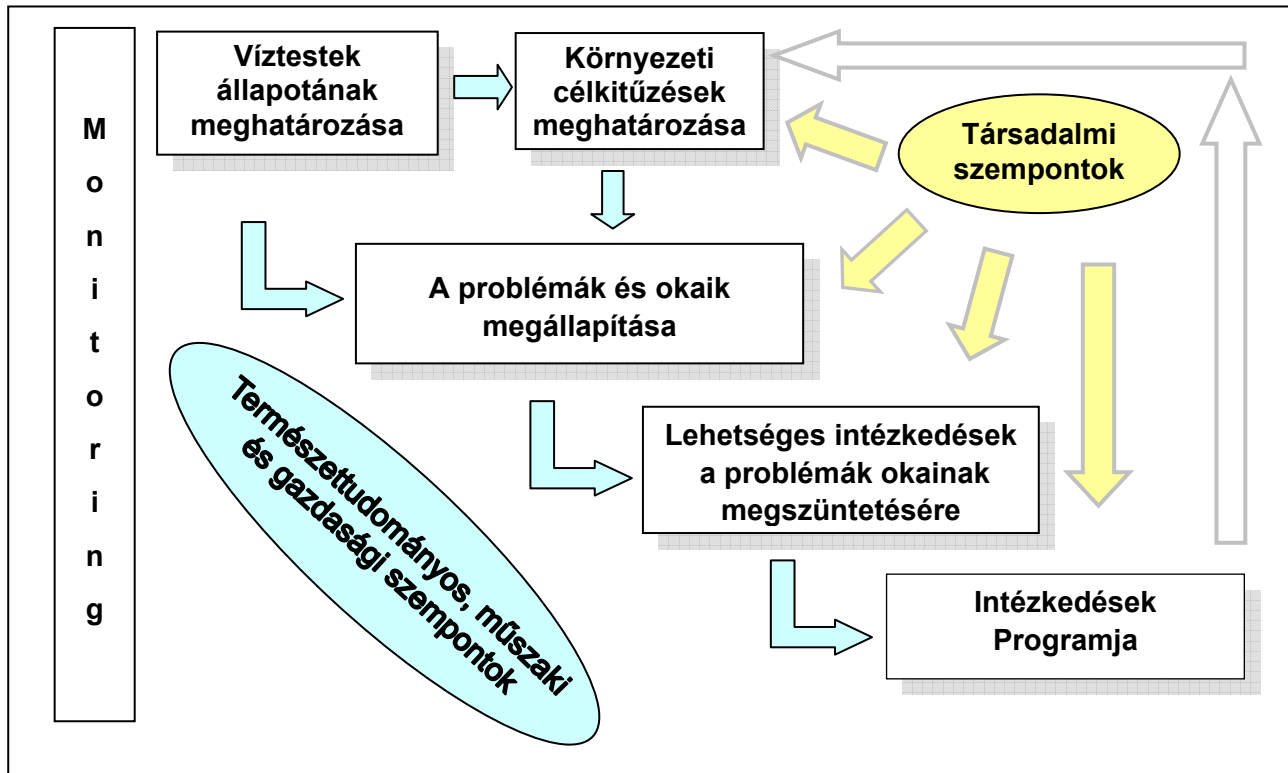 Monitoring
Víztestek
állapotának
meghatározása
Környezeti
célkitűzések
meghatározása
Társadalmi
szempontok
A problémák és okaik
megállapítása
Természettudományos, műszaki
és gazdasági szempontok
Lehetséges intézkedések
a problémák okainak
megszüntetésére
Intézkedések
Programja